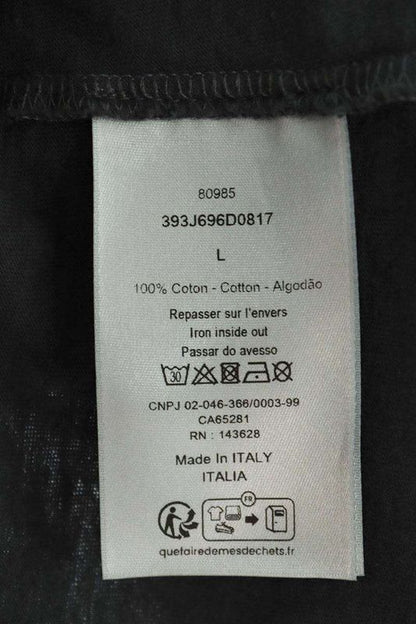 80985
393J696D0817
L
100% Coton - Cotton - Algodão
Repasser sur l'envers
Iron inside out
Passar do avesso
30
CNPJ 02-046-366/0003-99
CA65281
RN : 143628
Made In ITALY
ITALIA
FR
quefairedemesdechets.fr